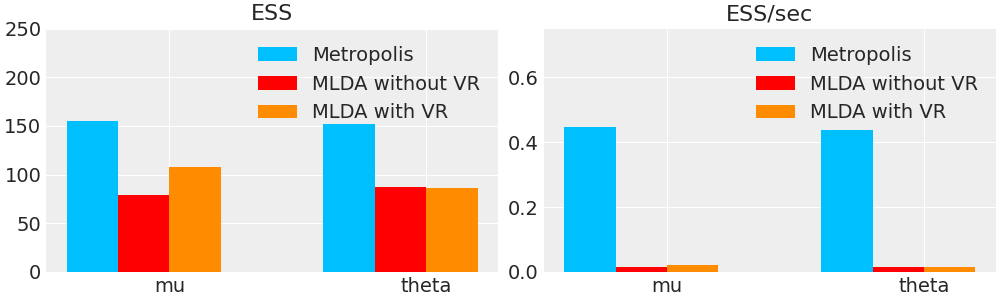 ESS
250
200
150
100
50
0
Metropolis
MLDA without VR
MLDA with VR
mu theta
ESS/sec
0.6
0.4
0.2
0.0
Metropolis
MLDA without VR
MLDA with VR
mu theta